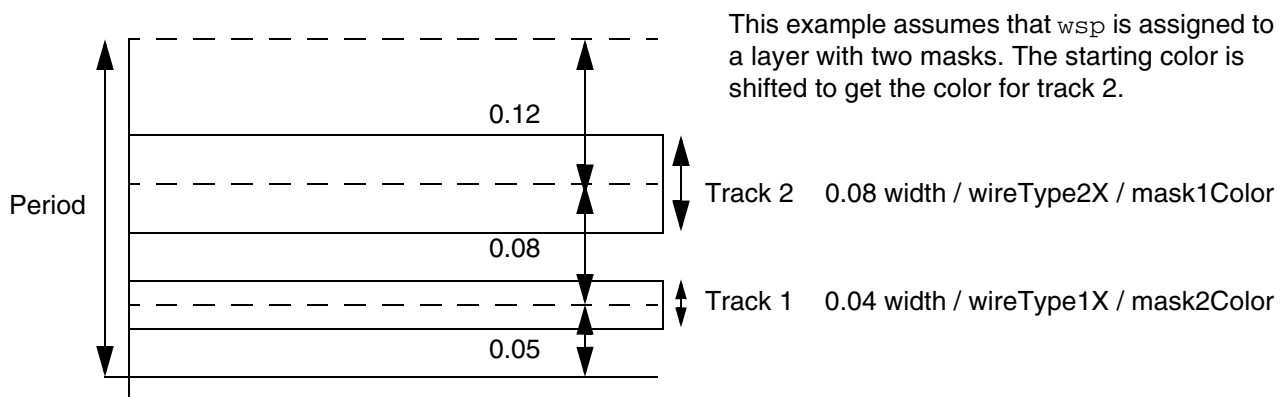 This example assumes that wsp is assigned to
a layer with two masks. The starting color is
shifted to get the color for track 2.
0.12
Period
Track 2 0.08 width / wireType2X / mask1Color
0.08
Track 1 0.04 width / wireType1X / mask2Color
0.05